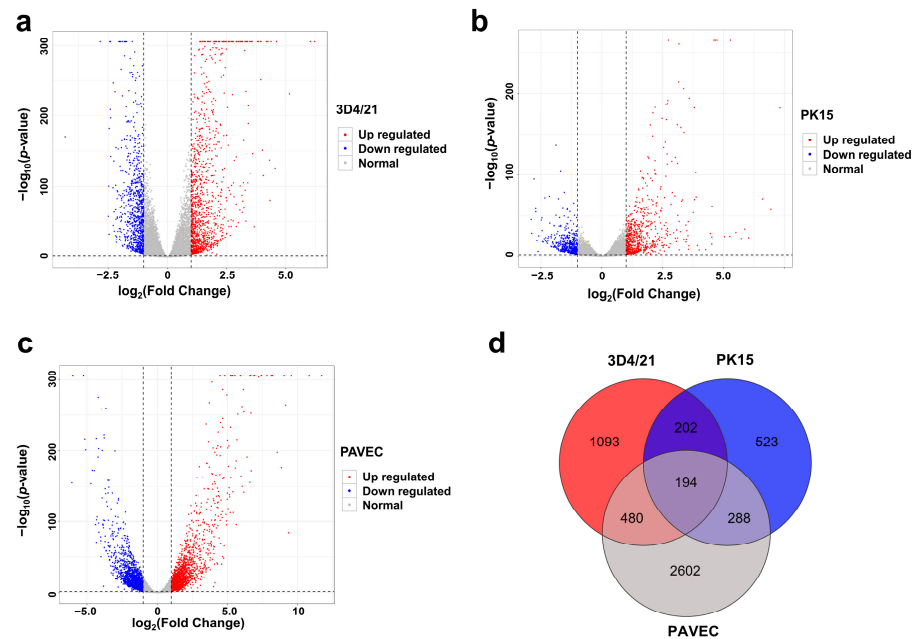 a
−log10(p-value)
300
200
100
0
−2.5 0 2.5 5.0
log2(Fold Change)
3D4/21
Up regulated
Down regulated
Normal
b
−log10(p-value)
200
100
0
−2.5 0 2.5 5.0
log2(Fold Change)
PK15
Up regulated
Down regulated
Normal
c
−log10(p-value)
300
200
100
0
−5.0 0 5.0 10
log2(Fold Change)
PAVEC
Up regulated
Down regulated
Normal
d
3D4/21 PK15
1093 202 523
194
480 288
2602
PAVEC